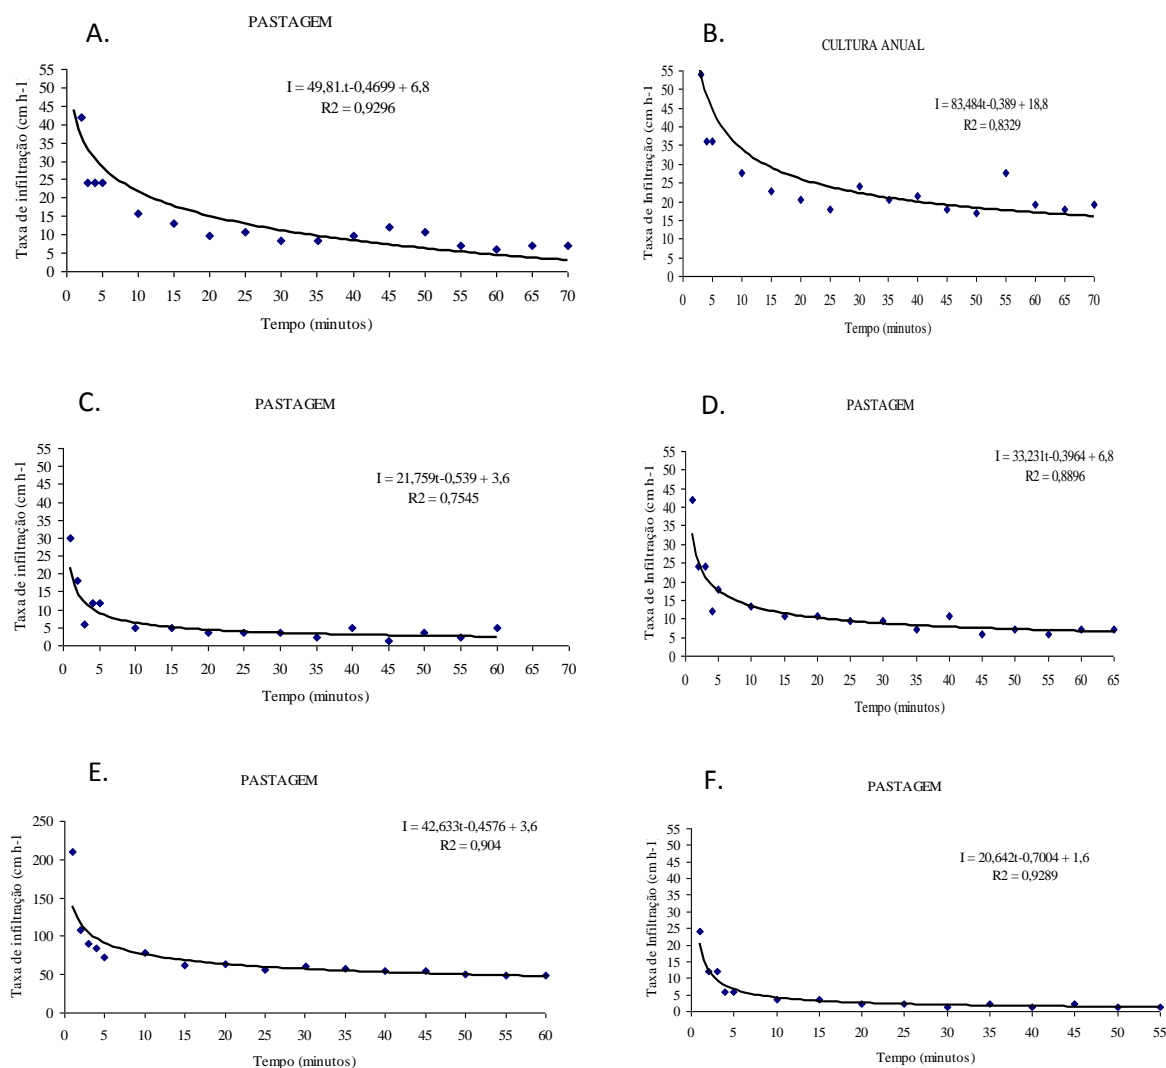 A.
PASTAGEM
I = 49,81.t-0,4699 + 6,8
R2 = 0,9296
Taxa de infiltração (cm h-1
55
50
45
40
35
30
25
20
15
10
5
0
0 5 10 15 20 25 30 35 40 45 50 55 60 65 70
Tempo (minutos)
B.
CULTURA ANUAL
I = 83,484t-0,389 + 18,8
R2 = 0,8329
Taxa de Infiltração (cm h-1
55
50
45
40
35
30
25
20
15
10
5
0
0 5 10 15 20 25 30 35 40 45 50 55 60 65 70
Tempo (minutos)
C.
PASTAGEM
I = 21,759t-0,539 + 3,6
R2 = 0,7545
Taxa de infiltração (cm h-1
55
50
45
40
35
30
25
20
15
10
5
0
0 5 10 15 20 25 30 35 40 45 50 55 60 65 70
Tempo (minutos)
D.
PASTAGEM
I = 33,231t-0,3964 + 6,8
R2 = 0,8896
Taxa de Infiltração (cm h-1
55
50
45
40
35
30
25
20
15
10
5
0
0 5 10 15 20 25 30 35 40 45 50 55 60 65
Tempo (minutos)
E.
PASTAGEM
I = 42,633t-0,4576 + 3,6
R2 = 0,904
Taxa de infiltração (cm h-1
250
200
150
100
50
0
0 5 10 15 20 25 30 35 40 45 50 55 60
Tempo (minutos)
F.
PASTAGEM
I = 20,642t-0,7004 + 1,6
R2 = 0,9289
Taxa de Infiltração (cm h-1
55
50
45
40
35
30
25
20
15
10
5
0
0 5 10 15 20 25 30 35 40 45 50 55
Tempo (minutos)